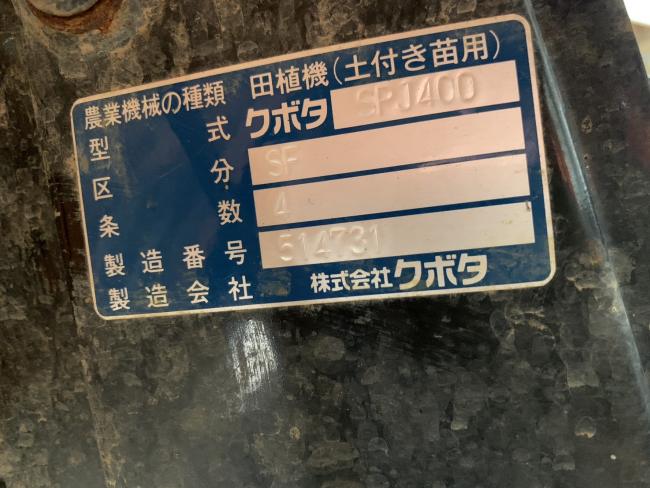 農業機械の種類 田植機(土付き苗用)
型式 クボタ SPJ400
区分 SF
条数 4
製造番号 514731
製造会社 株式会社クボタ